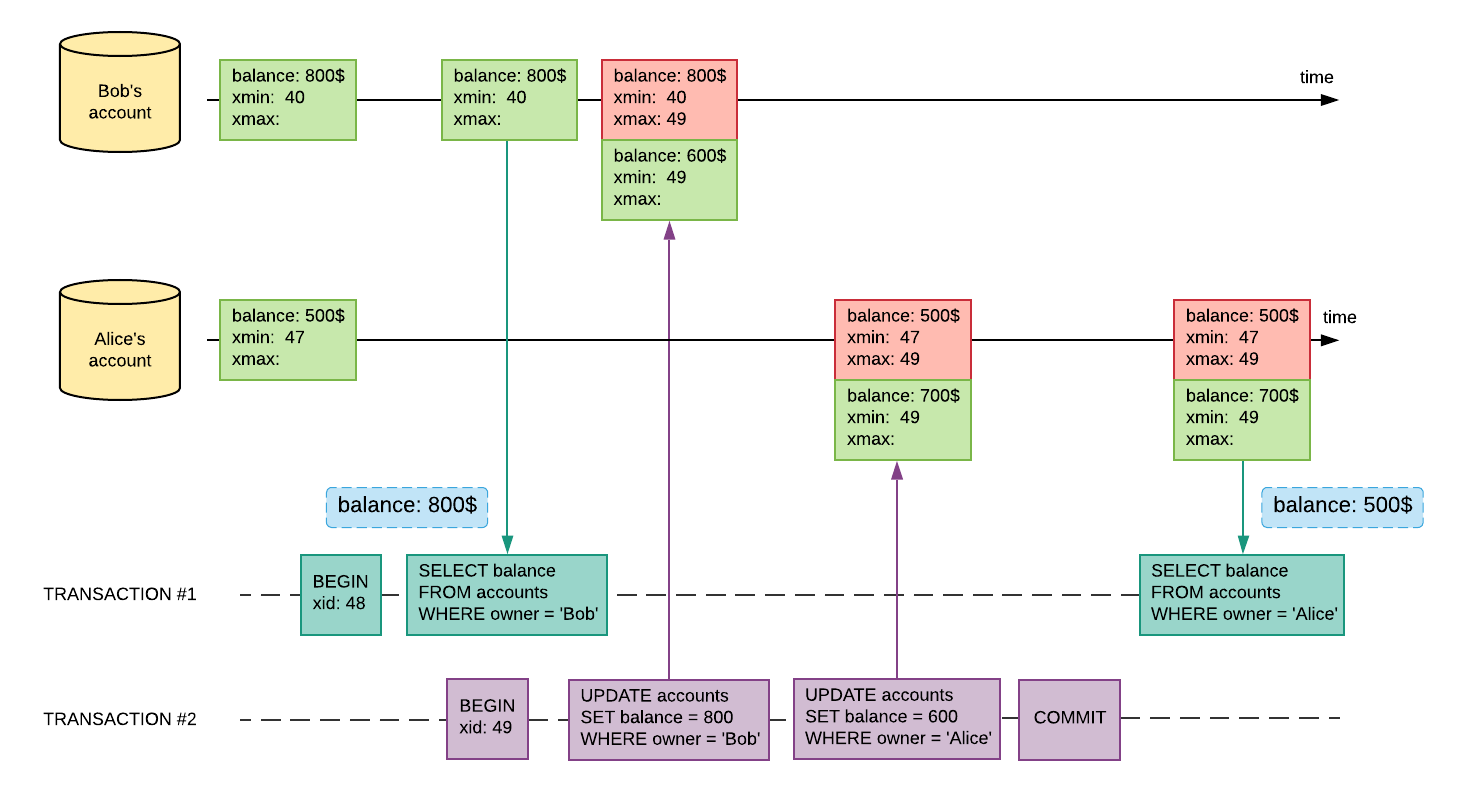 Bob's
account
balance: 800$
xmin:  40
xmax:
balance: 800$
xmin:  40
xmax:
balance: 800$
xmin:  40
xmax: 49
balance: 600$
xmin:  49
xmax:
time
Alice's
account
balance: 500$
xmin:  47
xmax:
balance: 500$
xmin:  47
xmax: 49
balance: 700$
xmin:  49
xmax:
balance: 500$
xmin:  47
xmax: 49
balance: 700$
xmin:  49
xmax:
time
balance: 800$
balance: 500$
TRANSACTION #1
BEGIN
xid: 48
SELECT balance
FROM accounts
WHERE owner = 'Bob'
SELECT balance
FROM accounts
WHERE owner = 'Alice'
TRANSACTION #2
BEGIN
xid: 49
UPDATE accounts
SET balance = 800
WHERE owner = 'Bob'
UPDATE accounts
SET balance = 600
WHERE owner = 'Alice'
COMMIT